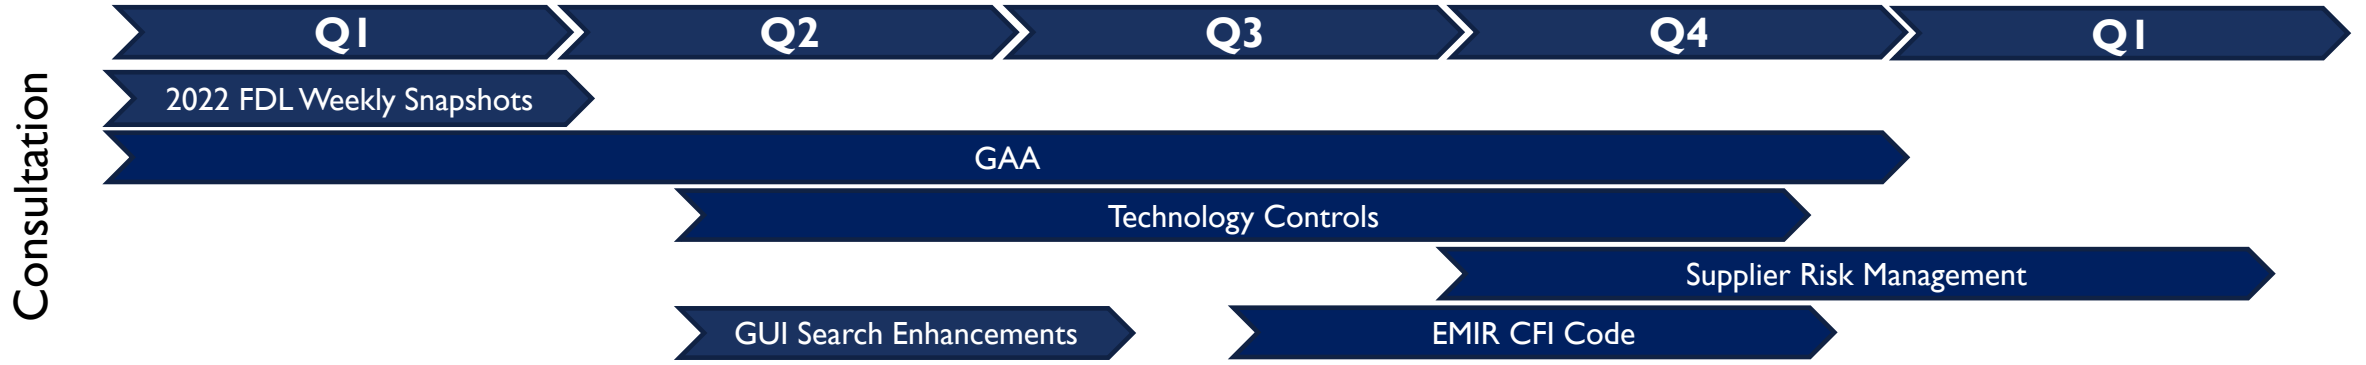 Q1
Q2
Q3
Q4
Q1
Consultation
2022 FDL Weekly Snapshots
GAA
Technology Controls
Supplier Risk Management
GUI Search Enhancements
EMIR CFI Code